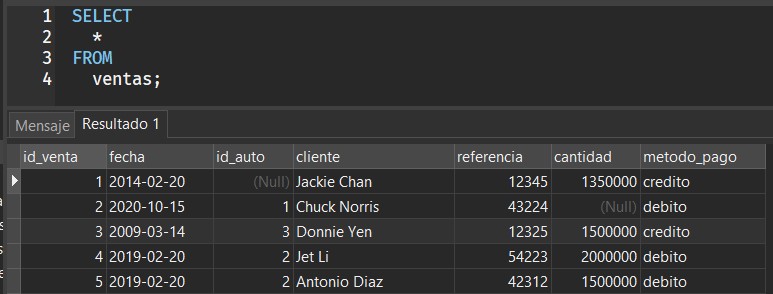 1 SELECT
2 *
3 FROM
4 ventas;
Mensaje Resultado 1
id_venta fecha id_auto cliente referencia cantidad metodo_pago
1 2014-02-20 (Null) Jackie Chan 12345 1350000 credito
2 2020-10-15 1 Chuck Norris 43224 (Null) debito
3 2009-03-14 3 Donnie Yen 12325 1500000 credito
4 2019-02-20 2 Jet Li 54223 2000000 debito
5 2019-02-20 2 Antonio Diaz 42312 1500000 debito